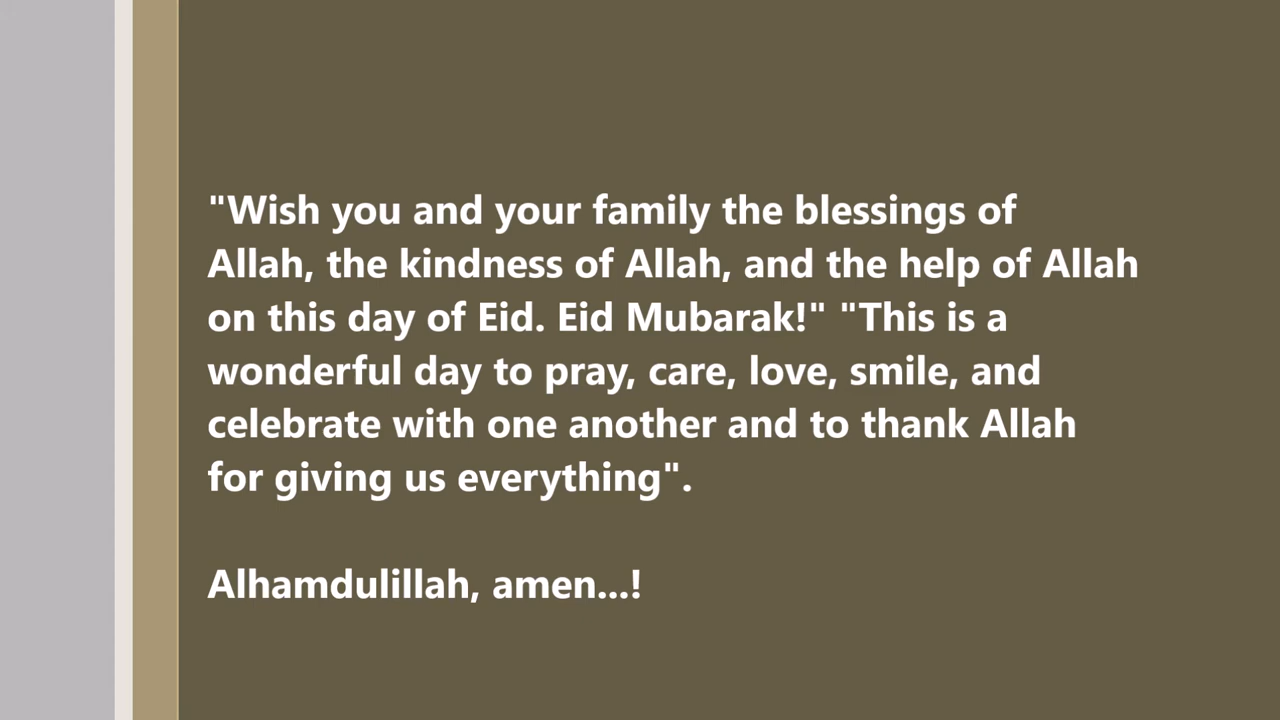 "Wish you and your family the blessings of
Allah, the kindness of Allah, and the help of Allah
on this day of Eid. Eid Mubarak!" "This is a
wonderful day to pray, care, love, smile, and
celebrate with one another and to thank Allah
for giving us everything".
Alhamdulillah, amen...!